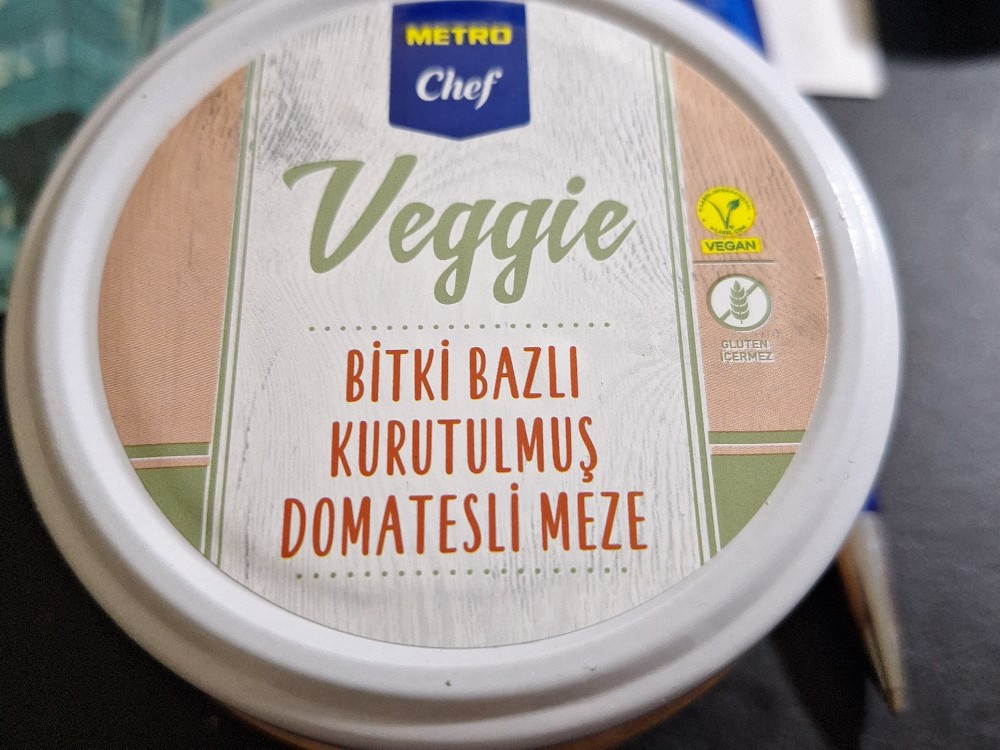 METRO
Chef
Veggie
VEGAN
GLUTEN
İÇERMEZ
BİTKİ BAZLI
KURUTULMUŞ
DOMATESLİ MEZE